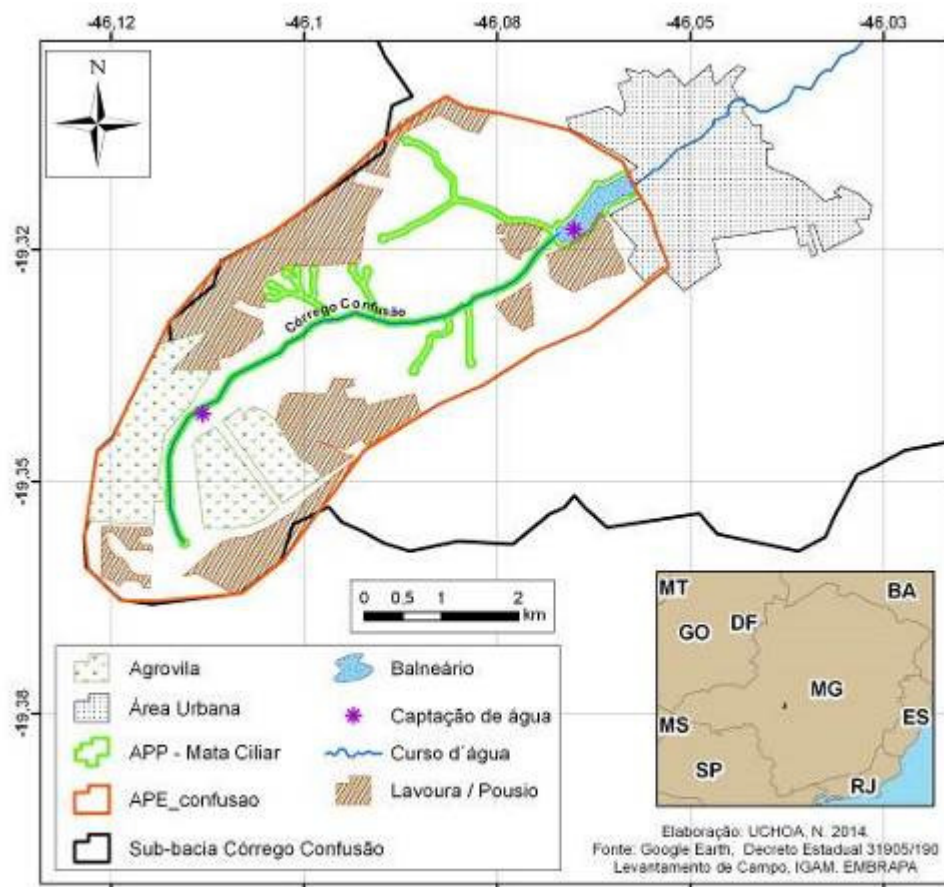 -46,12 -46,1 -46,08 -46,05 -46,03
N
-19,32
Córrego Confusão
-19,35
0 0.5 1 2
km
MT
BA
DF
GO
MG
MS
ES
SP
RJ
-19,38
Agrovila
Área Urbana
APP - Mata Ciliar
APE_confusao
Sub-bacia Córrego Confusão
Balneário
Captação de água
Curso d´água
Lavoura / Pousio
Elaboração: UCHOA, N. 2014.
Fonte: Google Earth, Decreto Estadual 31905/190
Levantamento de Campo, IGAM. EMBRAPA